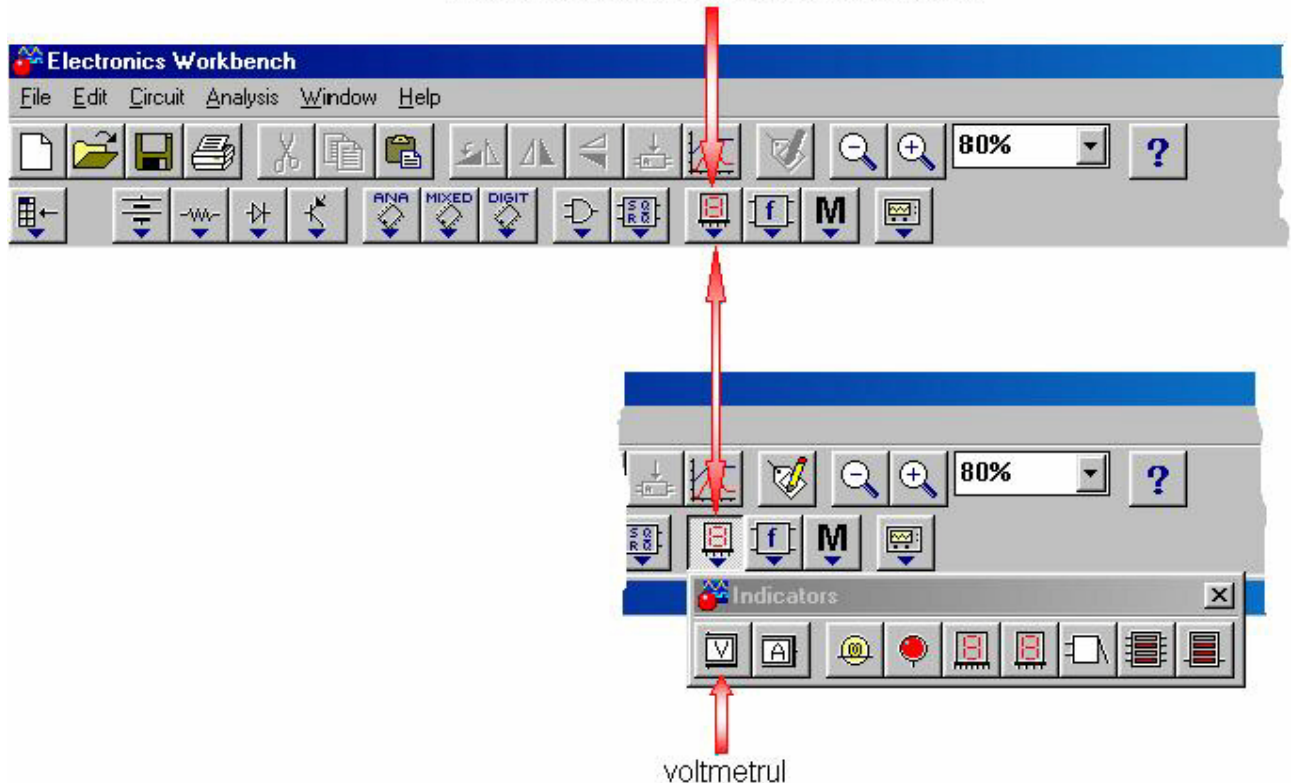 Electronics Workbench
File Edit Circuit Analysis Window Help
80% ?
ANA MIXED DIGIT
f M
80% ?
f M
Indicators
V A
voltmetrul